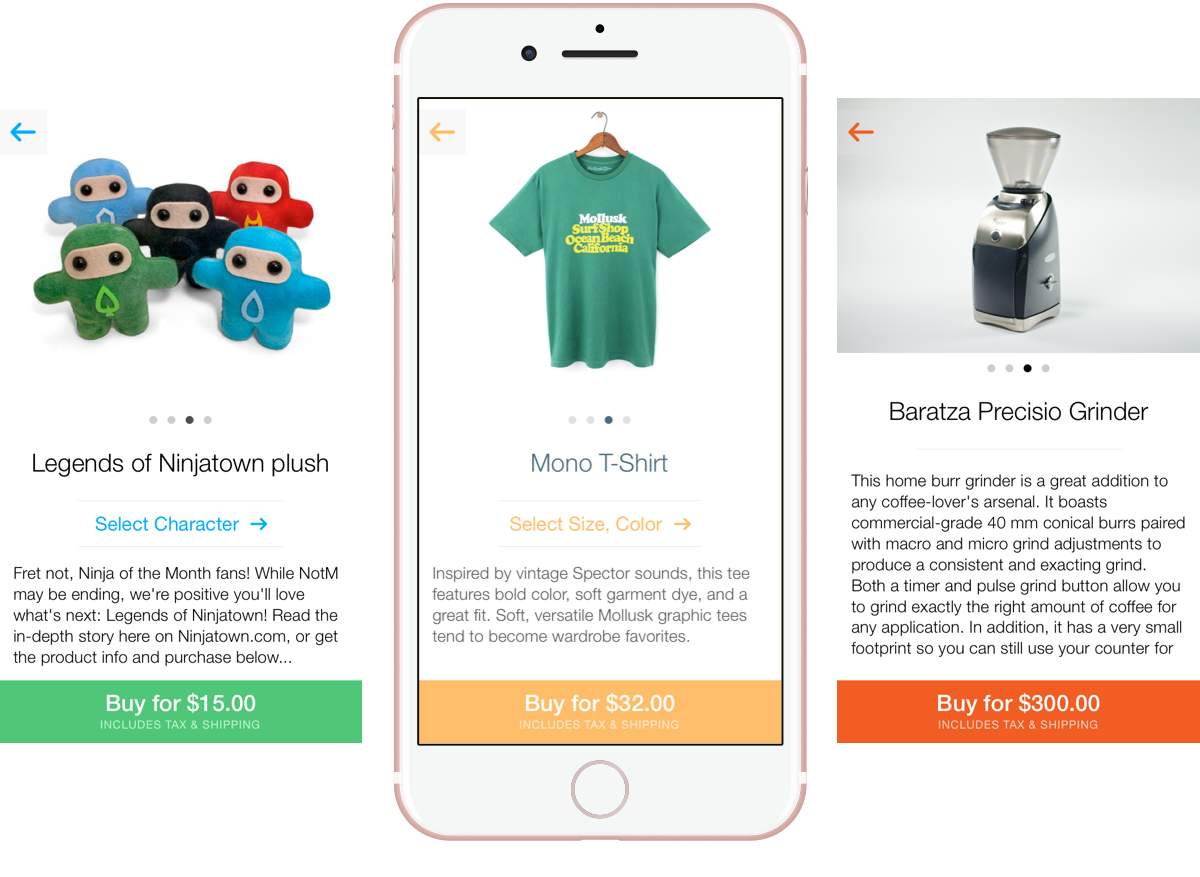 Legends of Ninjatown plush
Select Character
Fret not, Ninja of the Month fans! While NotM
may be ending, we're positive you'll love
what's next: Legends of Ninjatown! Read the
in-depth story here on Ninjatown.com, or get
the product info and purchase below...
Buy for $15.00
INCLUDES TAX & SHIPPING
Mollusk
Surf Shop
Ocean Beach
California
Mono T-Shirt
Select Size, Color
Inspired by vintage Spector sounds, this tee
features bold color, soft garment dye, and a
great fit. Soft, versatile Mollusk graphic tees
tend to become wardrobe favorites.
Buy for $32.00
INCLUDES TAX & SHIPPING
Baratza Precisio Grinder
This home burr grinder is a great addition to
any coffee-lover's arsenal. It boasts
commercial-grade 40 mm conical burrs paired
with macro and micro grind adjustments to
produce a consistent and exacting grind.
Both a timer and pulse grind button allow you
to grind exactly the right amount of coffee for
any application. In addition, it has a very small
footprint so you can still use your counter for
Buy for $300.00
INCLUDES TAX & SHIPPING